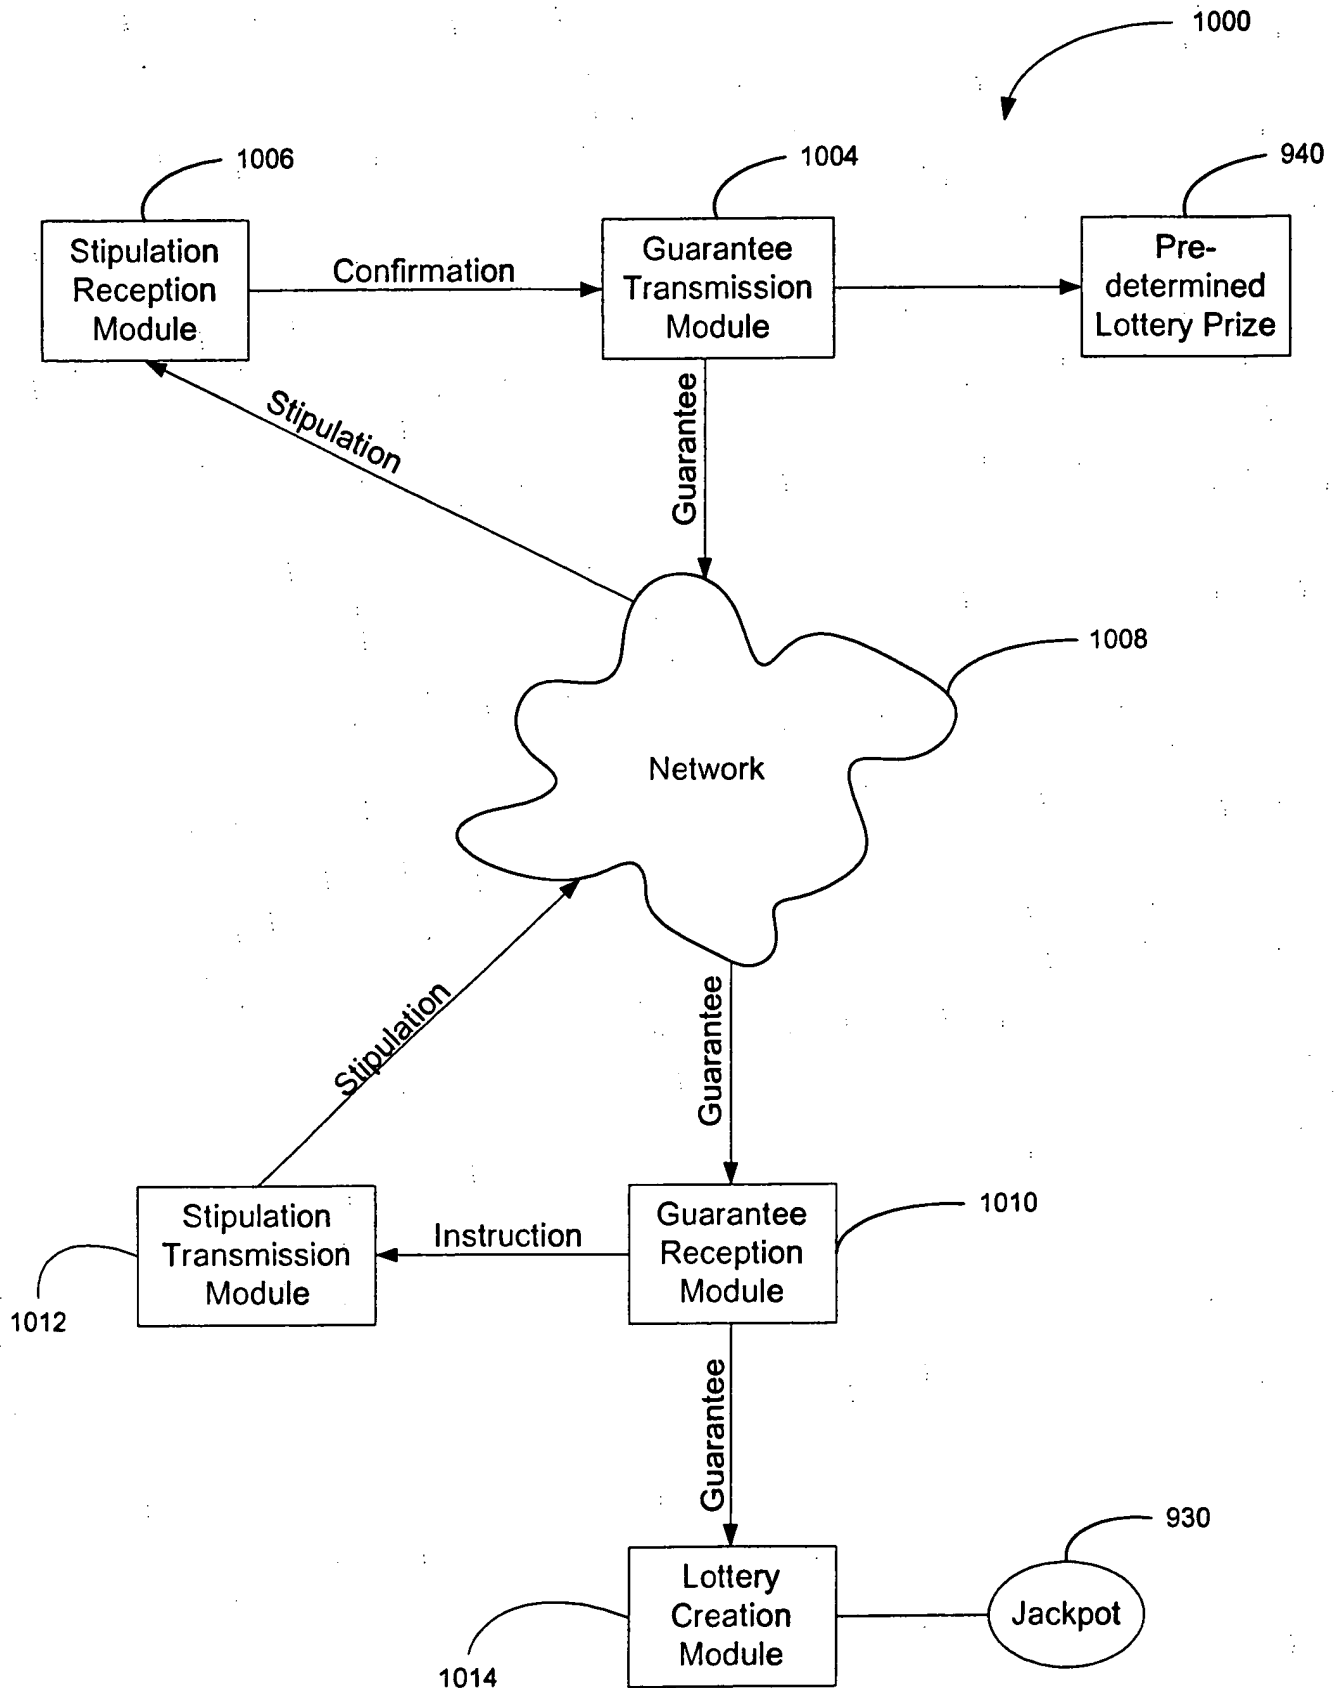 1000
1006
1004
940
Stipulation
Reception
Module
Confirmation
Guarantee
Transmission
Module
Pre-
determined
Lottery Prize
Stipulation
Guarantee
1008
Network
Stipulation
Guarantee
Stipulation
Transmission
Module
Instruction
Guarantee
Reception
Module
1010
1012
Guarantee
930
Lottery
Creation
Module
Jackpot
1014